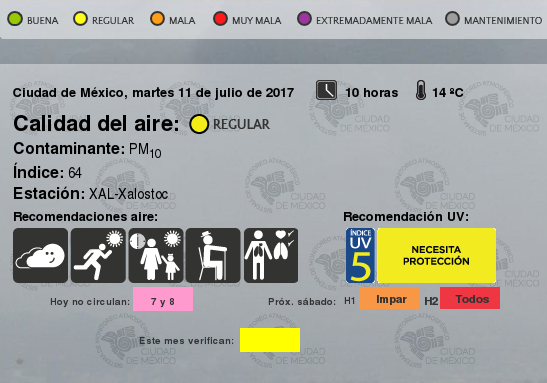 BUENA REGULAR MALA MUY MALA EXTREMADAMENTE MALA MANTENIMIENTO
Ciudad de México, martes 11 de julio de 2017 10 horas 14 ºC
Calidad del aire: REGULAR
Contaminante: PM10
Índice: 64
Estación: XAL-Xalostoc
Recomendaciones aire: Recomendación UV:
ÍNDICE
UV
5
NECESITA
PROTECCIÓN
Hoy no circulan: 7 y 8 Próx. sábado: H1 Impar H2 Todos
Este mes verifican:
CIUDAD
DE MÉXICO